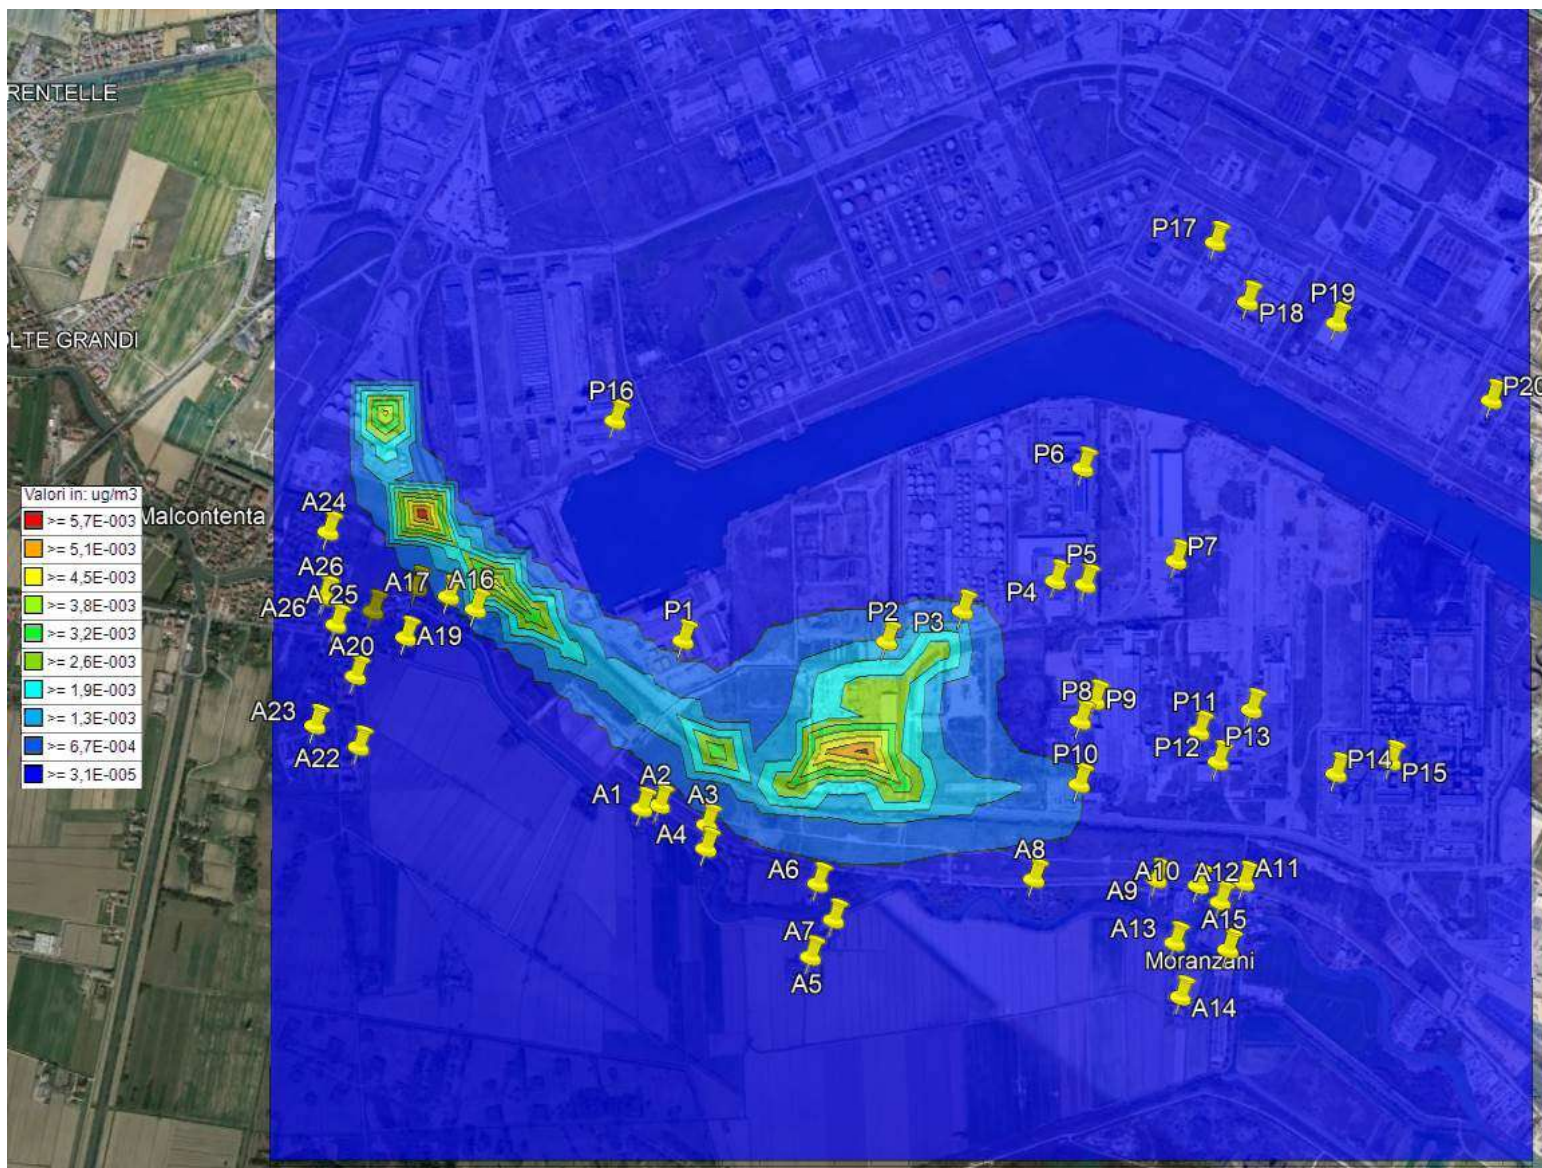 RENTELLE
P17
P18
P19
OLTE GRANDI
P20
P16
P6
Valori in: ug/m3
>= 5,7E-003
>= 5,1E-003
>= 4,5E-003
>= 3,8E-003
>= 3,2E-003
>= 2,6E-003
>= 1,9E-003
>= 1,3E-003
>= 6,7E-004
>= 3,1E-005
Malcontenta
A24
A26
A25
A17
A16
A26
A19
A20
P1
P2
P3
P4
P5
P7
A23
A22
P8
P9
P11
P10
P12
P13
P14
P15
A2
A1
A3
A4
A6
A8
A10
A12
A11
A9
A7
A15
A13
Moranzani
A5
A14